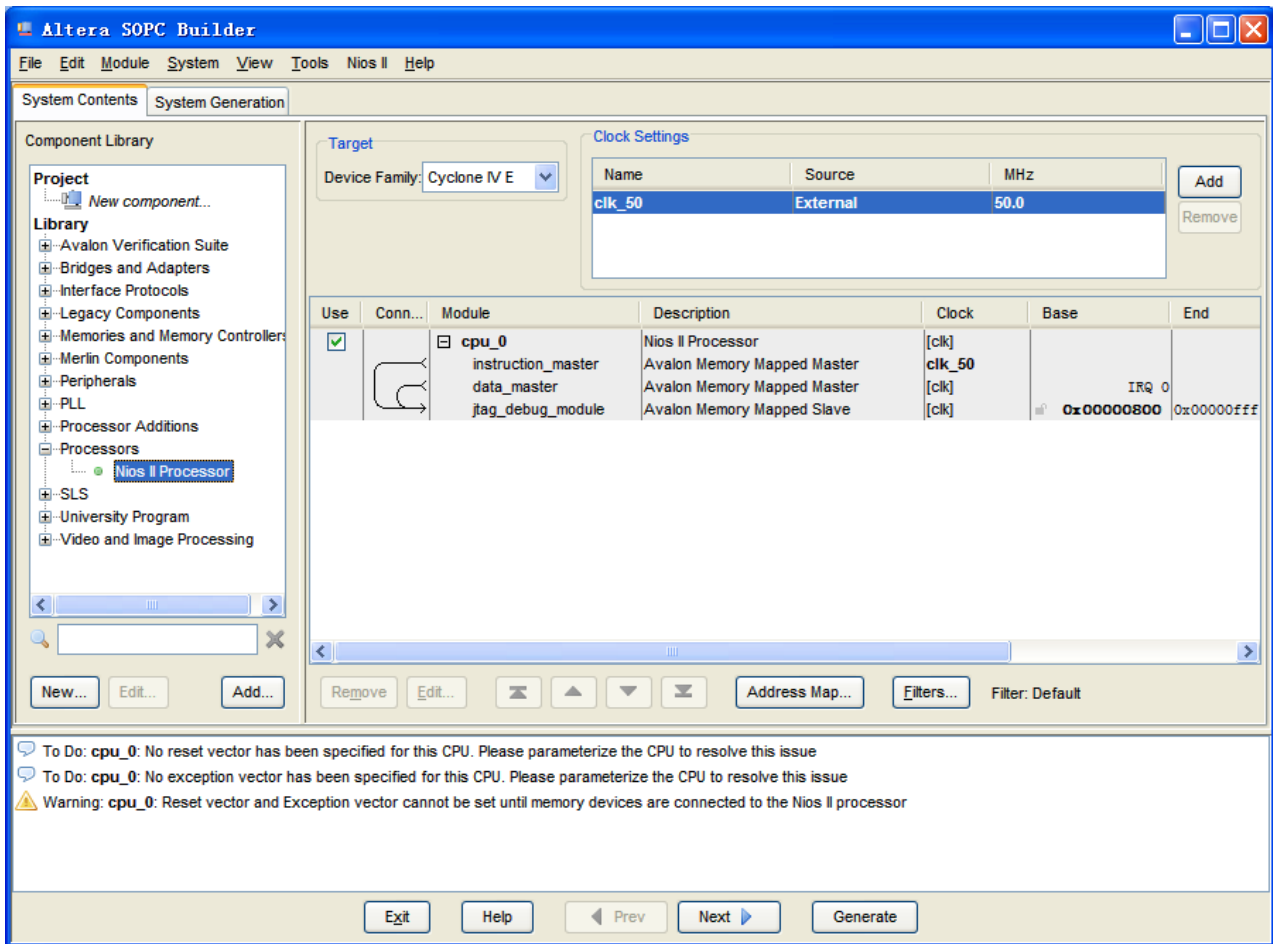 Altera SOPC Builder
File Edit Module System View Tools Nios II Help
System Contents System Generation
Component Library
Project
New component...
Library
Avalon Verification Suite
Bridges and Adapters
Interface Protocols
Legacy Components
Memories and Memory Controllers
Merlin Components
Peripherals
PLL
Processor Additions
Processors
Nios II Processor
SLS
University Program
Video and Image Processing
New... Edit... Add...
Target
Device Family: Cyclone IV E
Clock Settings
Name Source MHz
clk_50 External 50.0
Add
Remove
Use Conn... Module Description Clock Base End
cpu_0 Nios II Processor [clk]
instruction_master Avalon Memory Mapped Master clk_50
data_master Avalon Memory Mapped Master [clk] IRQ 0
jtag_debug_module Avalon Memory Mapped Slave [clk] 0x00000800 0x00000fff
Remove Edit... Address Map... Filters... Filter: Default
To Do: cpu_0: No reset vector has been specified for this CPU. Please parameterize the CPU to resolve this issue
To Do: cpu_0: No exception vector has been specified for this CPU. Please parameterize the CPU to resolve this issue
Warning: cpu_0: Reset vector and Exception vector cannot be set until memory devices are connected to the Nios II processor
Exit Help Prev Next Generate